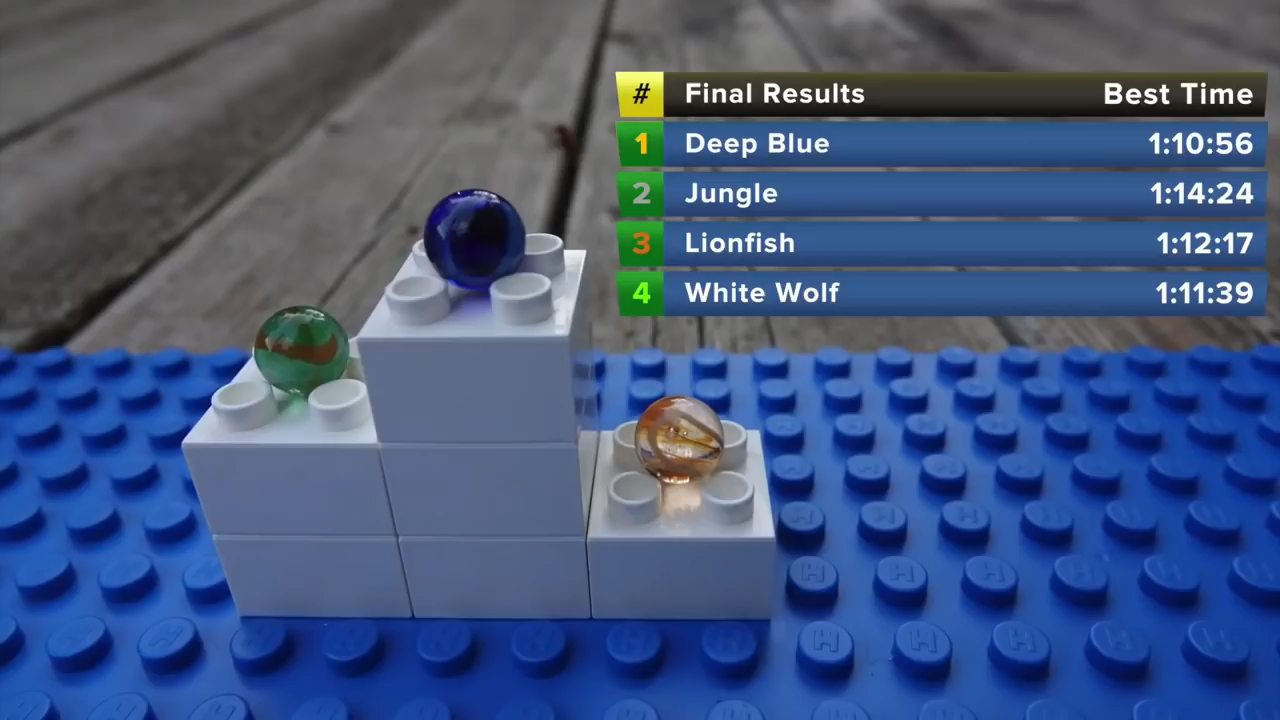 # Final Results Best Time
1 Deep Blue 1:10:56
2 Jungle 1:14:24
3 Lionfish 1:12:17
4 White Wolf 1:11:39
H